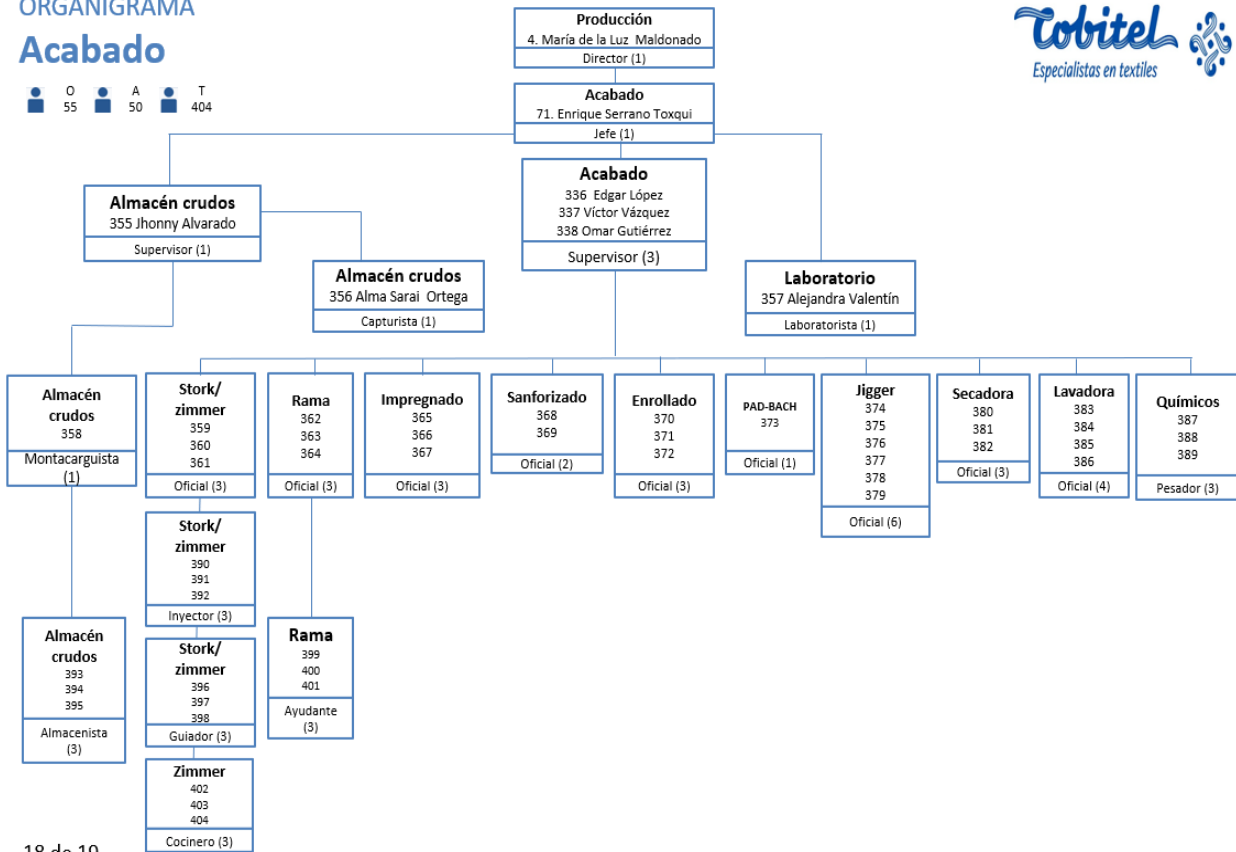 ORGANIGRAMA
Acabado
O
55
A
50
T
404
Producción
4. María de la Luz Maldonado
Director (1)
Tobitel
Especialistas en textiles
Acabado
71. Enrique Serrano Toxqui
Jefe (1)
Almacén crudos
355 Jhonny Alvarado
Supervisor (1)
Acabado
336 Edgar López
337 Víctor Vázquez
338 Omar Gutiérrez
Supervisor (3)
Almacén crudos
356 Alma Sarai Ortega
Capturista (1)
Laboratorio
357 Alejandra Valentín
Laboratorista (1)
Almacén
crudos
358
Montacarguista
(1)
Stork/
zimmer
359
360
361
Oficial (3)
Rama
362
363
364
Oficial (3)
Impregnado
365
366
367
Oficial (3)
Sanforizado
368
369
Oficial (2)
Enrollado
370
371
372
Oficial (3)
PAD-BACH
373
Oficial (1)
Jigger
374
375
376
377
378
379
Oficial (6)
Secadora
380
381
382
Oficial (3)
Lavadora
383
384
385
386
Oficial (4)
Químicos
387
388
389
Pesador (3)
Stork/
zimmer
390
391
392
Inyector (3)
Almacén
crudos
393
394
395
Almacenista
(3)
Stork/
zimmer
396
397
398
Guiador (3)
Rama
399
400
401
Ayudante
(3)
Zimmer
402
403
404
Cocinero (3)
18 de 19